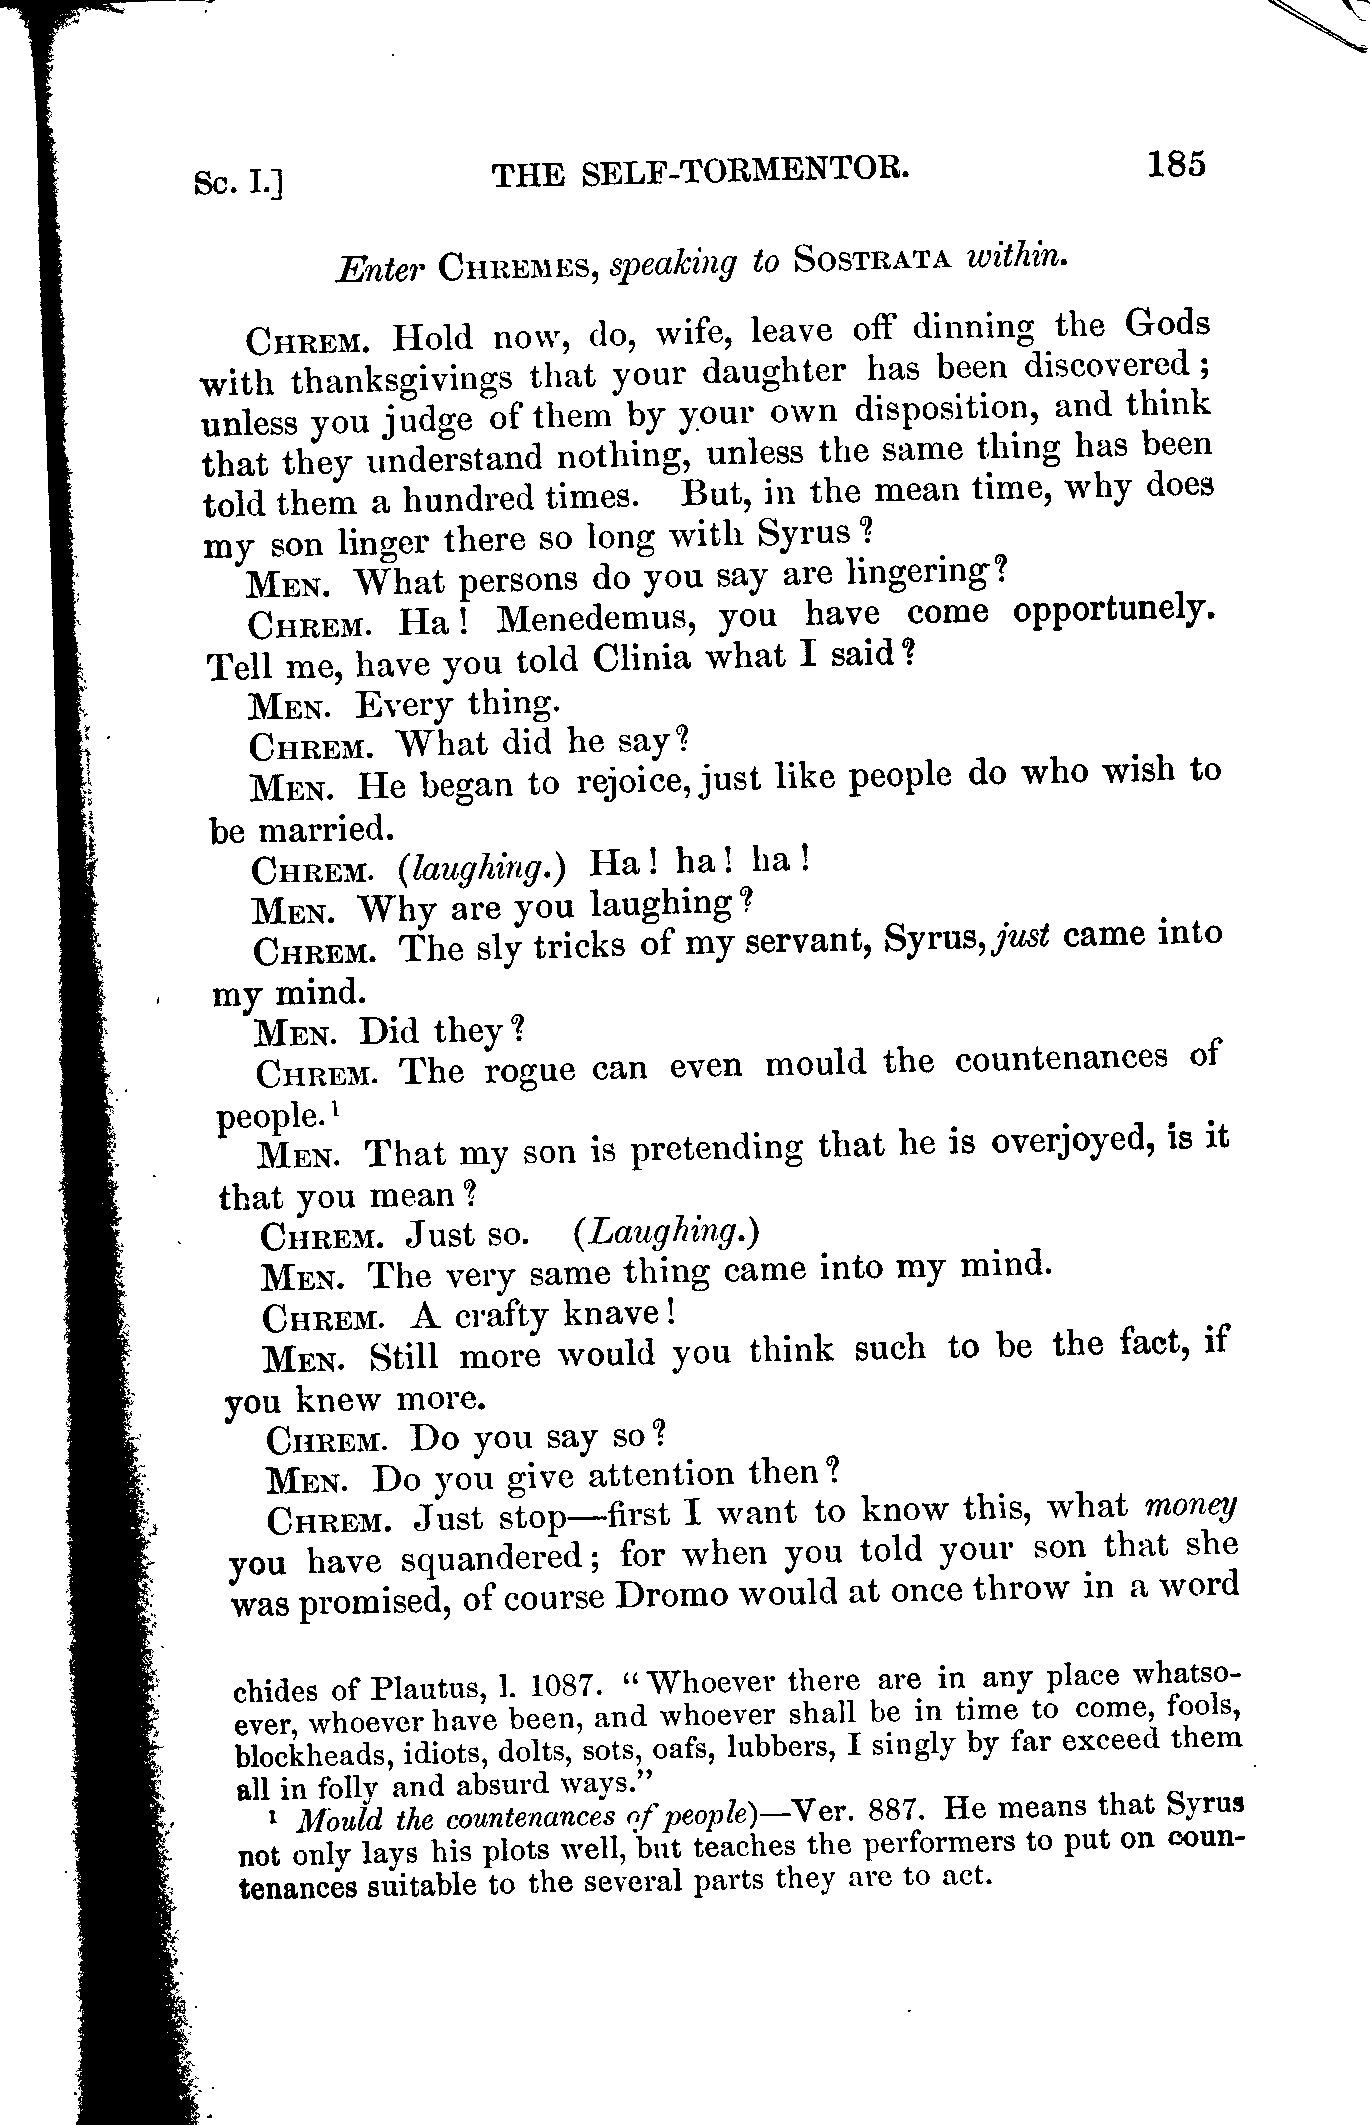 Sc. I.] THE SELF-TORMENTOR. 185
Enter CHREMES, speaking to SOSTRATA within.
CHREM. Hold now, do, wife, leave off dinning the Gods
with thanksgivings that your daughter has been discovered;
unless you judge of them by your own disposition, and think
that they understand nothing, unless the same thing has been
told them a hundred times. But, in the mean time, why does
my son linger there so long with Syrus?
MEN. What persons do you say are lingering?
CHREM. Ha! Menedemus, you have come opportunely.
Tell me, have you told Clinia what I said?
MEN. Every thing.
CHREM. What did he say?
MEN. He began to rejoice, just like people do who wish to
be married.
CHREM. (laughing.) Ha! ha! ha!
MEN. Why are you laughing?
CHREM. The sly tricks of my servant, Syrus, just came into
my mind.
MEN. Did they?
CHREM. The rogue can even mould the countenances of
people.¹
MEN. That my son is pretending that he is overjoyed, is it
that you mean?
CHREM. Just so. (Laughing.)
MEN. The very same thing came into my mind.
CHREM. A crafty knave!
MEN. Still more would you think such to be the fact, if
you knew more.
CHREM. Do you say so?
MEN. Do you give attention then?
CHREM. Just stop—first I want to know this, what money
you have squandered; for when you told your son that she
was promised, of course Dromo would at once throw in a word
chides of Plautus, l. 1087. "Whoever there are in any place whatso-
ever, whoever have been, and whoever shall be in time to come, fools,
blockheads, idiots, dolts, sots, oafs, lubbers, I singly by far exceed them
all in folly and absurd ways."
¹ Mould the countenances of people)—Ver. 887. He means that Syrus
not only lays his plots well, but teaches the performers to put on coun-
tenances suitable to the several parts they are to act.